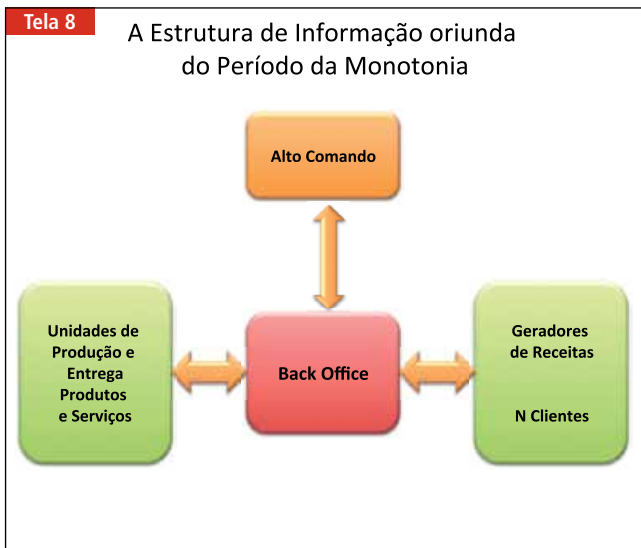 Tela 8
A Estrutura de Informação oriunda
do Período da Monotonia
Alto Comando
Unidades de
Produção e
Entrega
Produtos
e Serviços
Back Office
Geradores
de Receitas
N Clientes